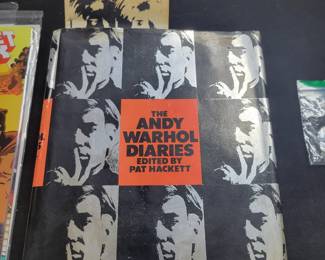 THE
ANDY
WARHOL
DIARIES
EDITED BY
PAT HACKETT